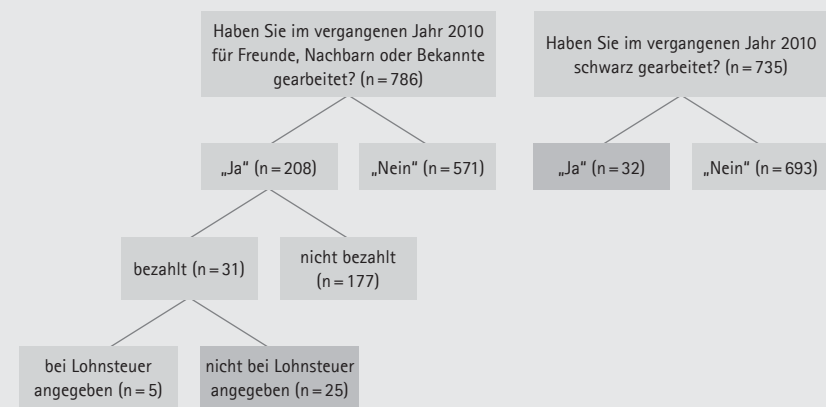 Haben Sie im vergangenen Jahr 2010
für Freunde, Nachbarn oder Bekannte
gearbeitet? (n = 786)
Haben Sie im vergangenen Jahr 2010
schwarz gearbeitet? (n = 735)
„Ja“ (n = 208)
„Nein“ (n = 571)
„Ja“ (n = 32)
„Nein“ (n = 693)
bezahlt (n = 31)
nicht bezahlt
(n = 177)
bei Lohnsteuer
angegeben (n = 5)
nicht bei Lohnsteuer
angegeben (n = 25)